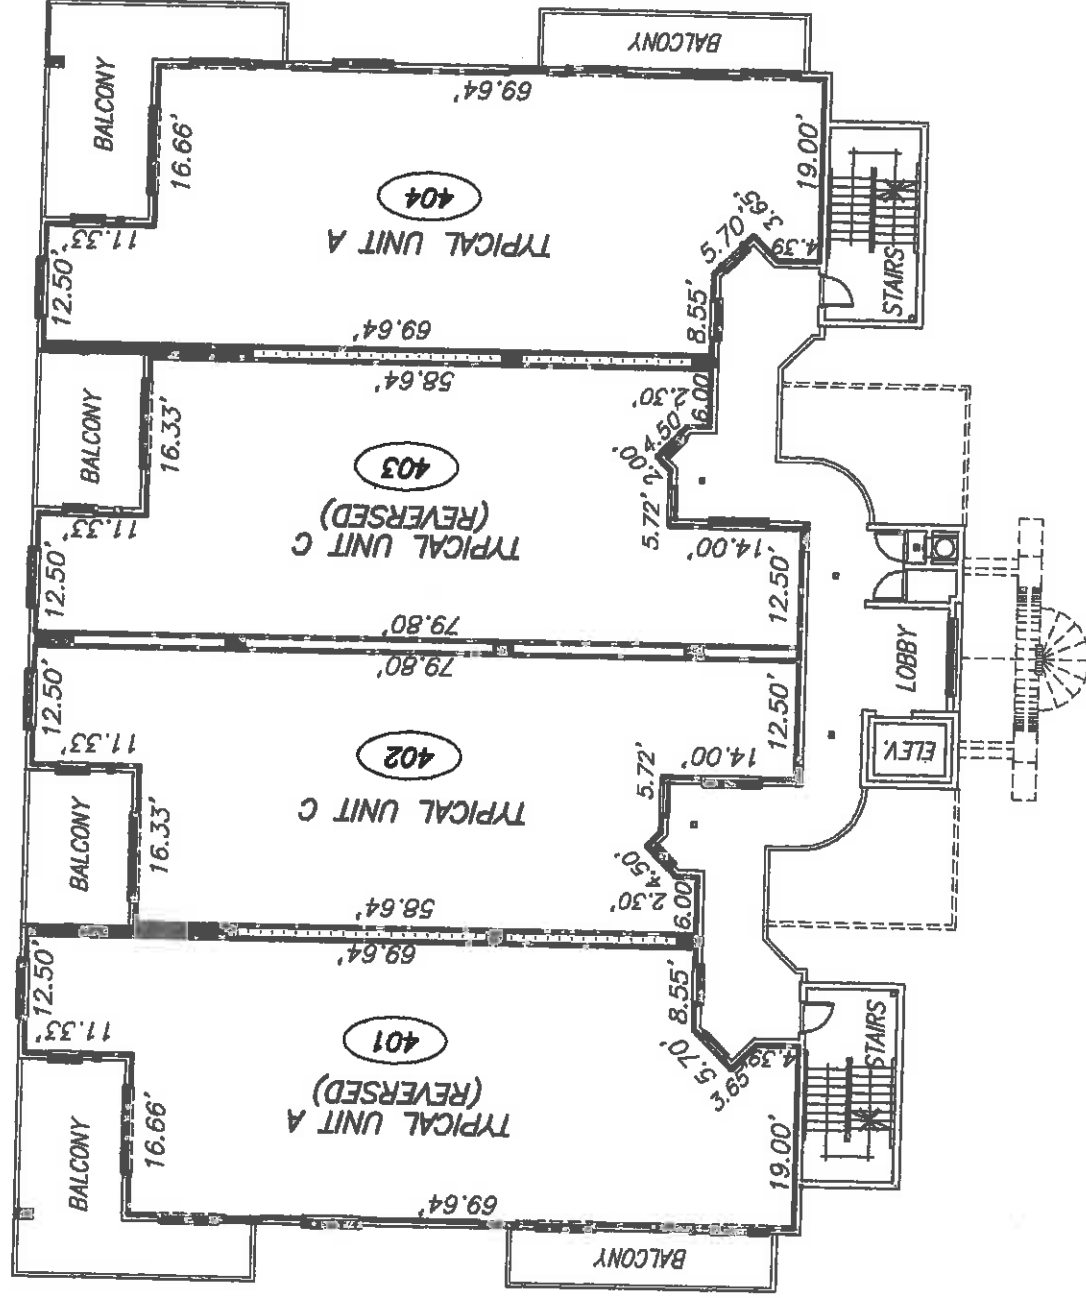 BALCONY
BALCONY
69.64'
16.66'
19.00'
404
TYPICAL UNIT A
11.33'
12.50'
5.70'
3.65'
4.39
8.55'
STAIRS
69.64'
58.64'
BALCONY
16.33'
2.30'
6.00'
4.50'
2.00'
403
TYPICAL UNIT C
(REVERSED)
11.33'
5.72'
14.00'
12.50'
12.50'
79.80'
79.80'
LOBBY
12.50'
11.33'
402
TYPICAL UNIT C
5.72'
14.00'
12.50'
ELEV.
BALCONY
16.33'
4.50'
2.30'
6.00'
58.64'
69.64'
12.50'
11.33'
401
TYPICAL UNIT A
(REVERSED)
8.55'
5.70'
3.65'
4.39
STAIRS
BALCONY
16.66'
19.00'
69.64'
BALCONY